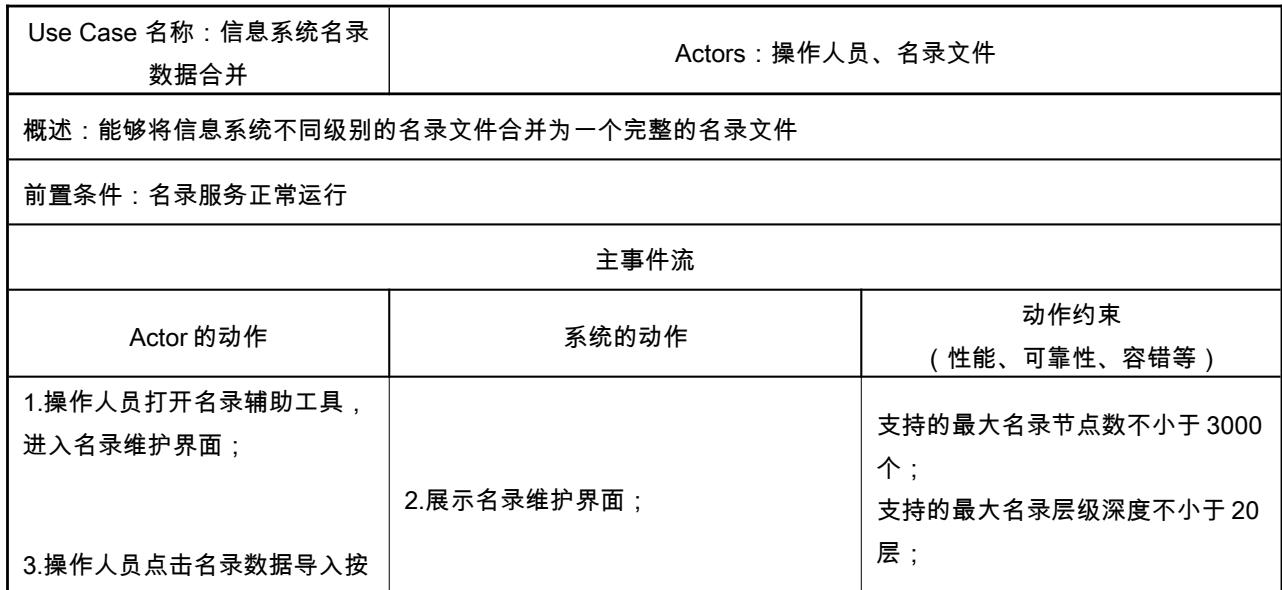 Use Case 名称：信息系统名录
数据合并
Actors：操作人员、名录文件
概述：能够将信息系统不同级别的名录文件合并为一个完整的名录文件
前置条件：名录服务正常运行
主事件流
Actor 的动作
系统的动作
动作约束
（性能、可靠性、容错等）
1.操作人员打开名录辅助工具，
进入名录维护界面；
3.操作人员点击名录数据导入按
2.展示名录维护界面；
支持的最大名录节点数不小于 3000
个；
支持的最大名录层级深度不小于 20
层；